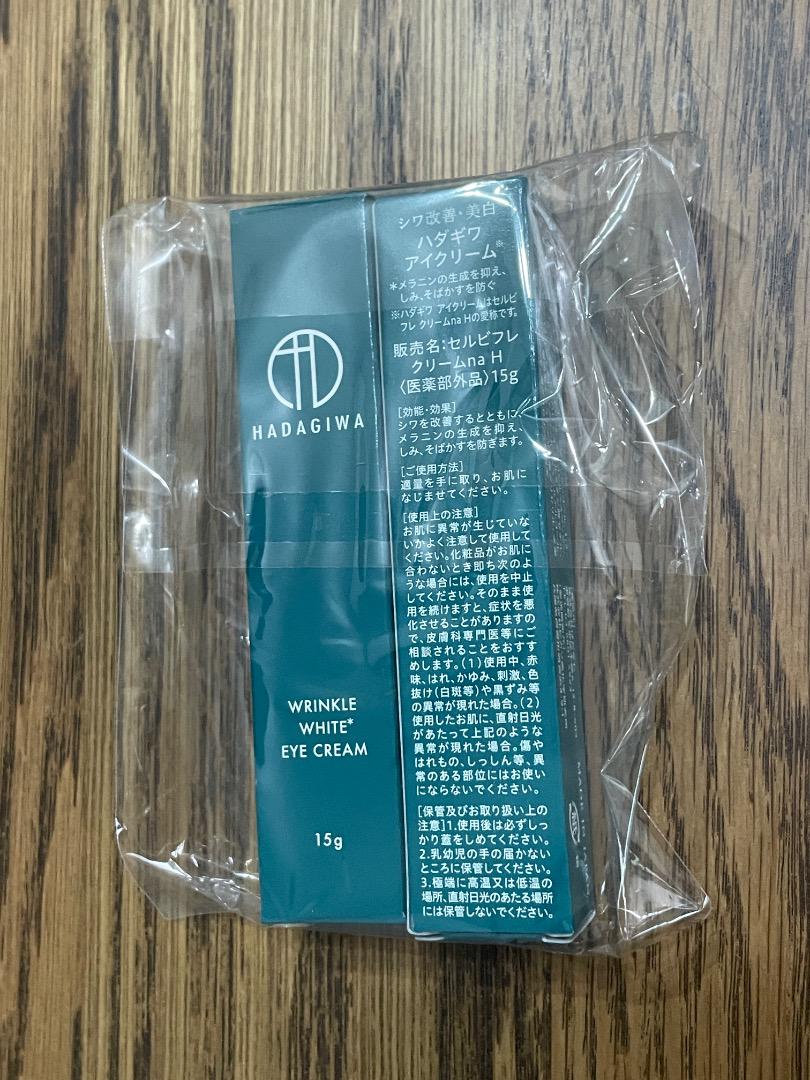 HADAGIWA
WRINKLE
WHITE*
EYE CREAM
15g
シワ改善・美白
ハダギワ
アイクリーム※
*メラニンの生成を抑え、
しみ、そばかすを防ぐ
※ハダギワ アイクリームはセルビ
フレ クリームna Hの愛称です。
販売名:セルビフレ
クリームna H
〈医薬部外品〉15g
[効能・効果]
シワを改善するとともに、
メラニンの生成を抑え、
しみ、そばかすを防ぎます。
[ご使用方法]
適量を手に取り、お肌に
なじませてください。
[使用上の注意]
お肌に異常が生じていな
いかよく注意して使用して
ください。化粧品がお肌に
合わないとき即ち次のよ
うな場合には、使用を中止
してください。そのまま使
用を続けますと、症状を悪
化させることがありますの
で、皮膚科専門医等にご
相談されることをおすす
めします。(1)使用中、赤
味、はれ、かゆみ、刺激、色
抜け(白斑等)や黒ずみ等
の異常が現れた場合。(2)
使用したお肌に、直射日光
があたって上記のような
異常が現れた場合。傷や
はれもの、しっしん等、異
常のある部位にはお使い
にならないでください。
[保管及びお取り扱い上の
注意]1.使用後は必ずしっ
かり蓋をしめてください。
2.乳幼児の手の届かない
ところに保管してください。
3.極端に高温又は低温の
場所、直射日光のあたる場所
には保管しないでください。